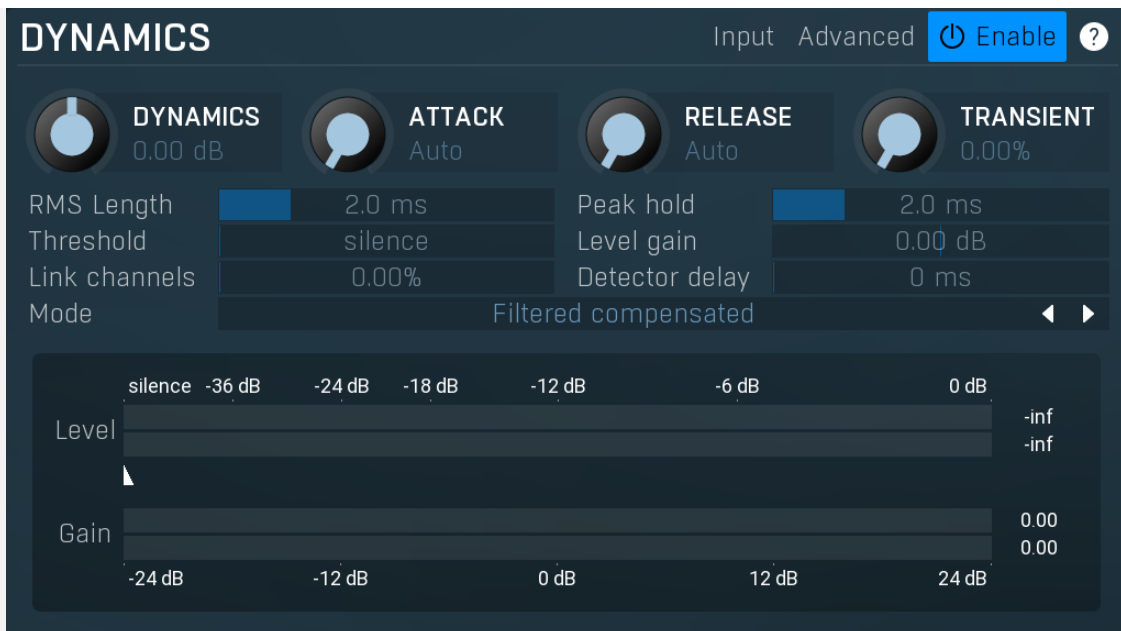 DYNAMICS Input Advanced Enable ?
DYNAMICS ATTACK RELEASE TRANSIENT
0.00 dB Auto Auto 0.00%
RMS Length 2.0 ms Peak hold 2.0 ms
Threshold silence Level gain 0.00 dB
Link channels 0.00% Detector delay 0 ms
Mode Filtered compensated
silence -36 dB -24 dB -18 dB -12 dB -6 dB 0 dB
Level -inf
-inf
Gain 0.00
0.00
-24 dB -12 dB 0 dB 12 dB 24 dB